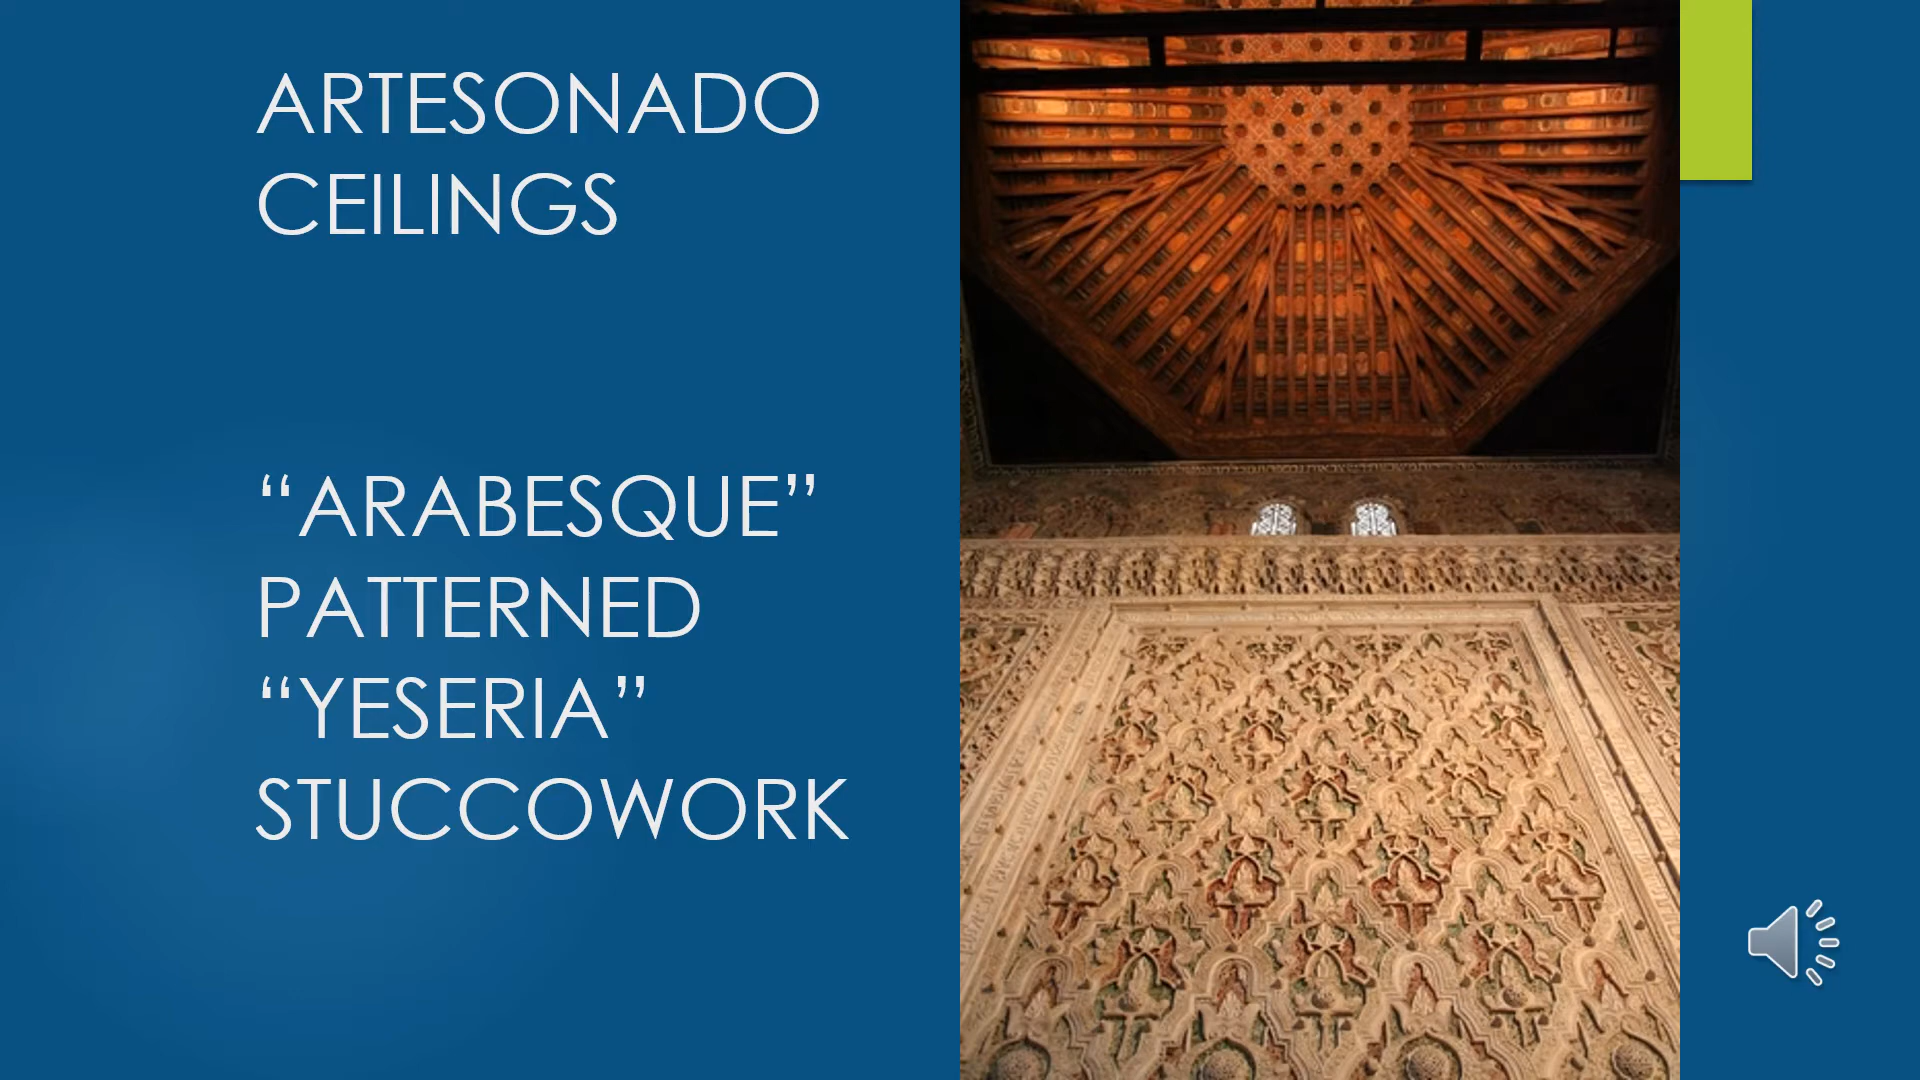 ARTESONADO
CEILINGS
“ARABESQUE”
PATTERNED
“YESERIA”
STUCCOWORK